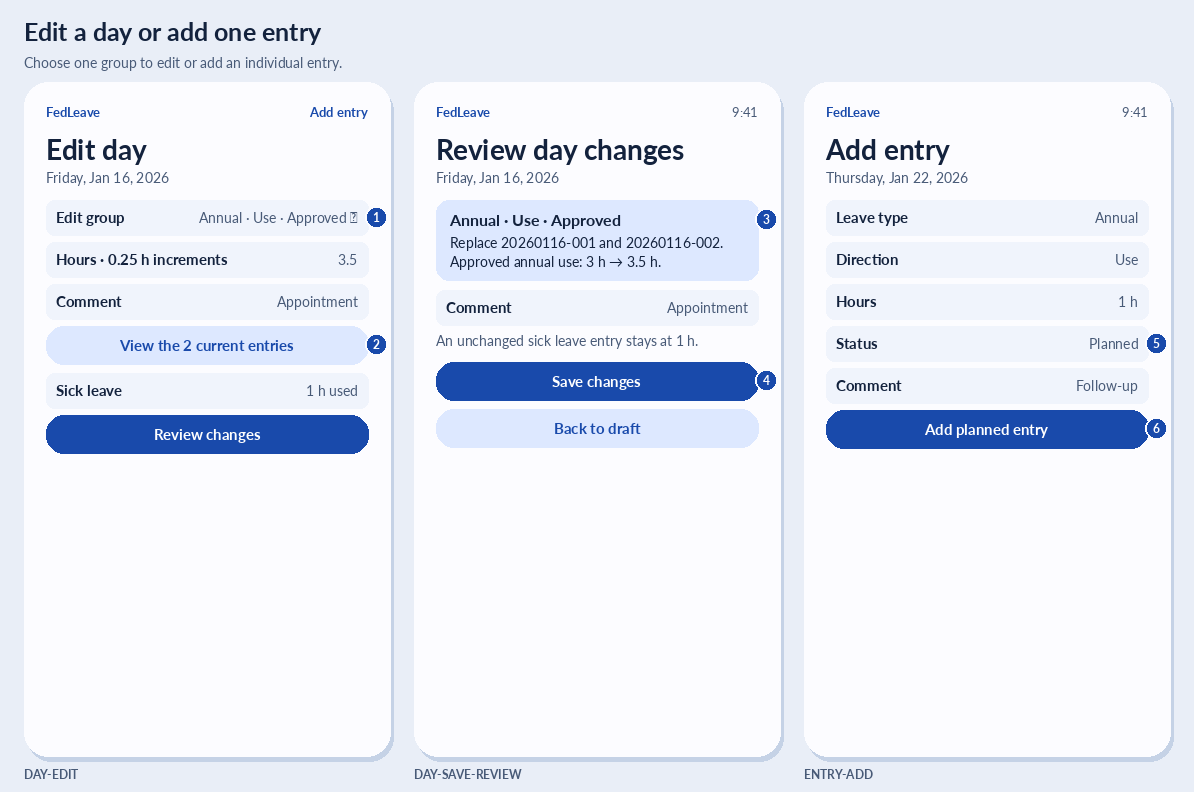 Edit a day or add one entry
Choose one group to edit or add an individual entry.
FedLeave Add entry
Edit day
Friday, Jan 16, 2026
Edit group Annual · Use · Approved 1
Hours · 0.25 h increments 3.5
Comment Appointment
View the 2 current entries 2
Sick leave 1 h used
Review changes
DAY-EDIT
FedLeave 9:41
Review day changes
Friday, Jan 16, 2026
Annual · Use · Approved 3
Replace 20260116-001 and 20260116-002.
Approved annual use: 3 h → 3.5 h.
Comment Appointment
An unchanged sick leave entry stays at 1 h.
Save changes 4
Back to draft
DAY-SAVE-REVIEW
FedLeave 9:41
Add entry
Thursday, Jan 22, 2026
Leave type Annual
Direction Use
Hours 1 h
Status Planned 5
Comment Follow-up
Add planned entry 6
ENTRY-ADD